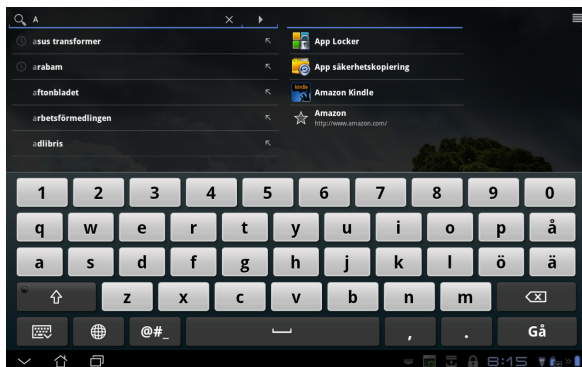 A
asus transformer
arabam
aftonbladet
arbetsförmedlingen
adlibris
App Locker
App säkerhetskopiering
kindle
Amazon Kindle
Amazon
http://www.amazon.com/
1 2 3 4 5 6 7 8 9 0
q w e r t y u i o p å
a s d f g h j k l ö ä
z x c v b n m
@#_ , . Gå
8:15